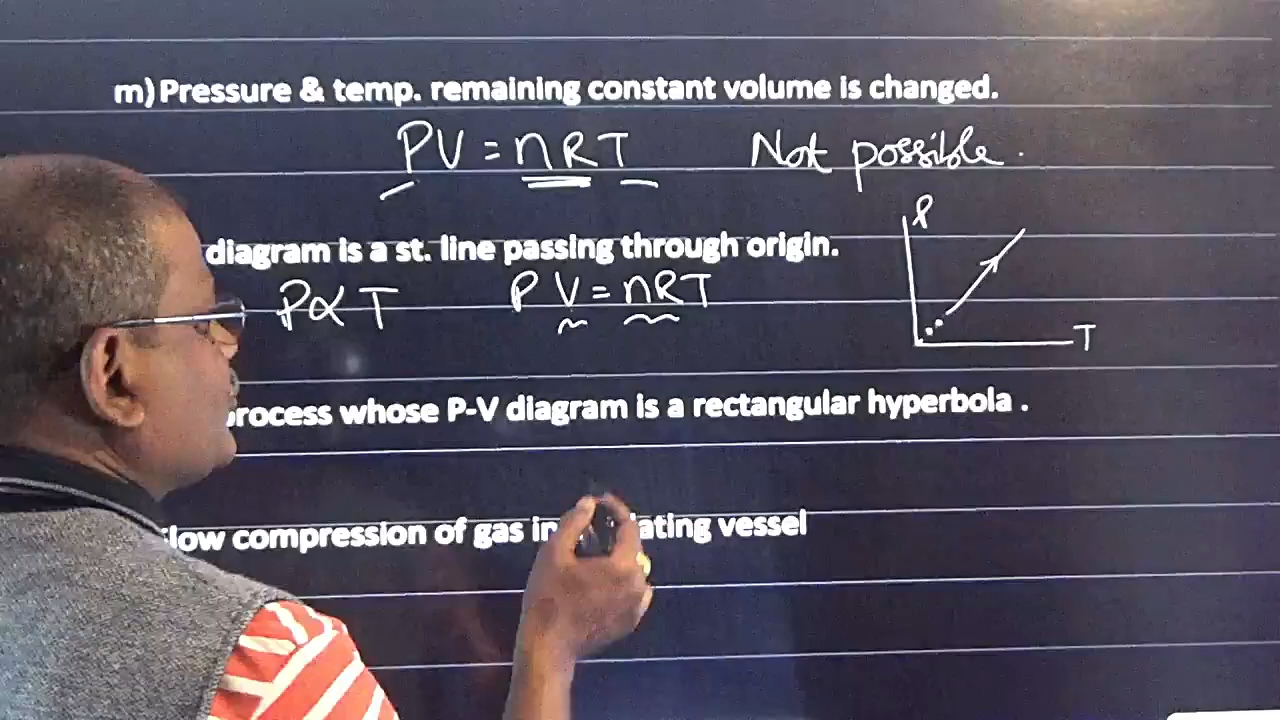 m) Pressure & temp. remaining constant volume is changed.
PV = nRT Not possible.
P
diagram is a st. line passing through origin.
P∝T PV = nRT
T
process whose P-V diagram is a rectangular hyperbola .
low compression of gas in ating vessel